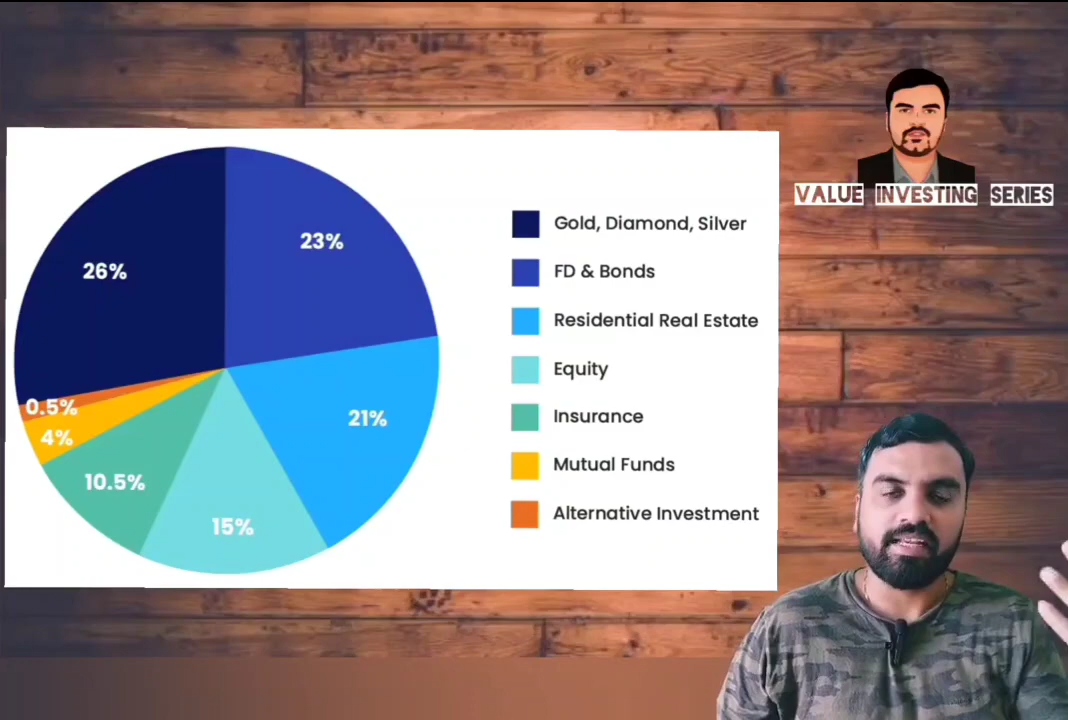 VALUE INVESTING SERIES
23%
26%
21%
0.5%
4%
10.5%
15%
Gold, Diamond, Silver
FD & Bonds
Residential Real Estate
Equity
Insurance
Mutual Funds
Alternative Investment